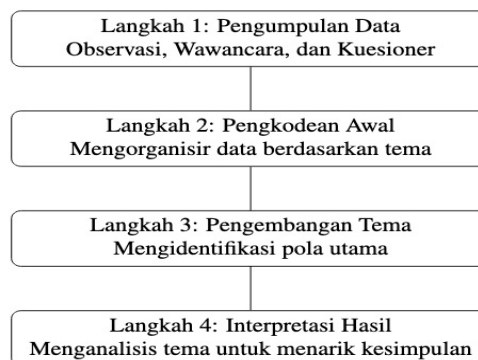 Langkah 1: Pengumpulan Data
Observasi, Wawancara, dan Kuesioner
Langkah 2: Pengkodean Awal
Mengorganisir data berdasarkan tema
Langkah 3: Pengembangan Tema
Mengidentifikasi pola utama
Langkah 4: Interpretasi Hasil
Menganalisis tema untuk menarik kesimpulan